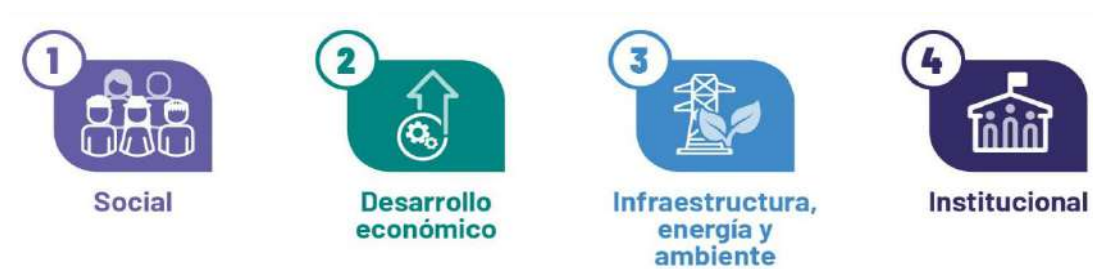 1
Social
2
Desarrollo
económico
3
Infraestructura,
energía y
ambiente
4
Institucional